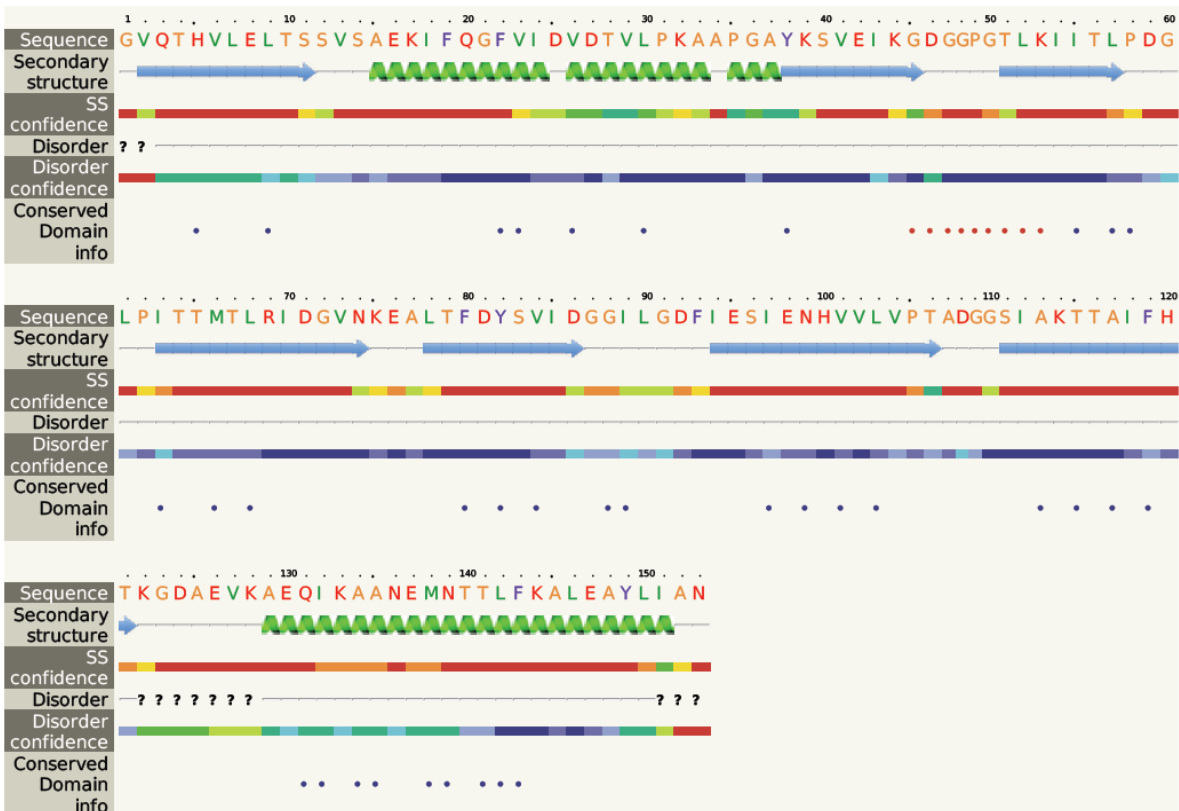 1 10 20 30 40 50 60
Sequence G V Q T H V L E L T S S V S A E K I F Q G F V I D V D T V L P K A A P G A Y K S V E I K G D G G P G T L K I I T L P D G
Secondary
structure
SS
confidence
Disorder ? ?
Disorder
confidence
Conserved
Domain
info
70 80 90 100 110 120
Sequence L P I T T M T L R I D G V N K E A L T F D Y S V I D G G I L G D F I E S I E N H V V L V P T A D G G S I A K T T A I F H
Secondary
structure
SS
confidence
Disorder
Disorder
confidence
Conserved
Domain
info
130 140 150
Sequence T K G D A E V K A E Q I K A A N E M N T T L F K A L E A Y L I A N
Secondary
structure
SS
confidence
Disorder ? ? ? ? ? ? ? ? ? ?
Disorder
confidence
Conserved
Domain
info